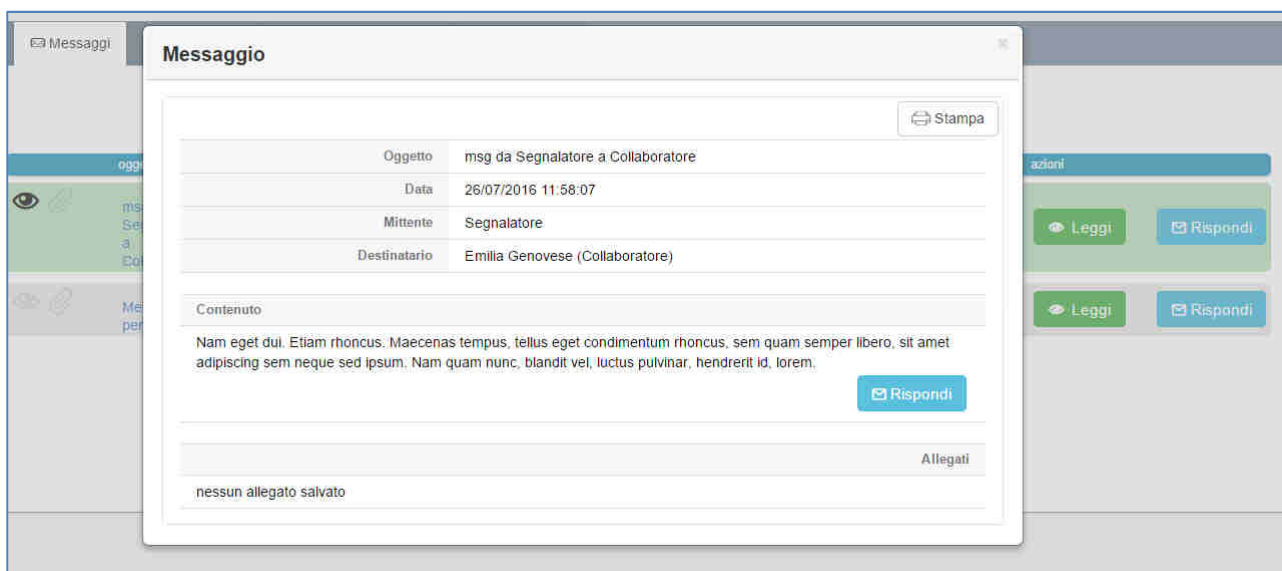 Messaggi
Messaggio
Stampa
Oggetto msg da Segnalatore a Collaboratore
Data 26/07/2016 11:58:07
Mittente Segnalatore
Destinatario Emilia Genovese (Collaboratore)
azioni
Leggi Rispondi
a
Leggi Rispondi
Contenuto
Nam eget dui. Etiam rhoncus. Maecenas tempus, tellus eget condimentum rhoncus, sem quam semper libero, sit amet
adipiscing sem neque sed ipsum. Nam quam nunc, blandit vel, luctus pulvinar, hendrerit id, lorem.
Rispondi
Allegati
nessun allegato salvato